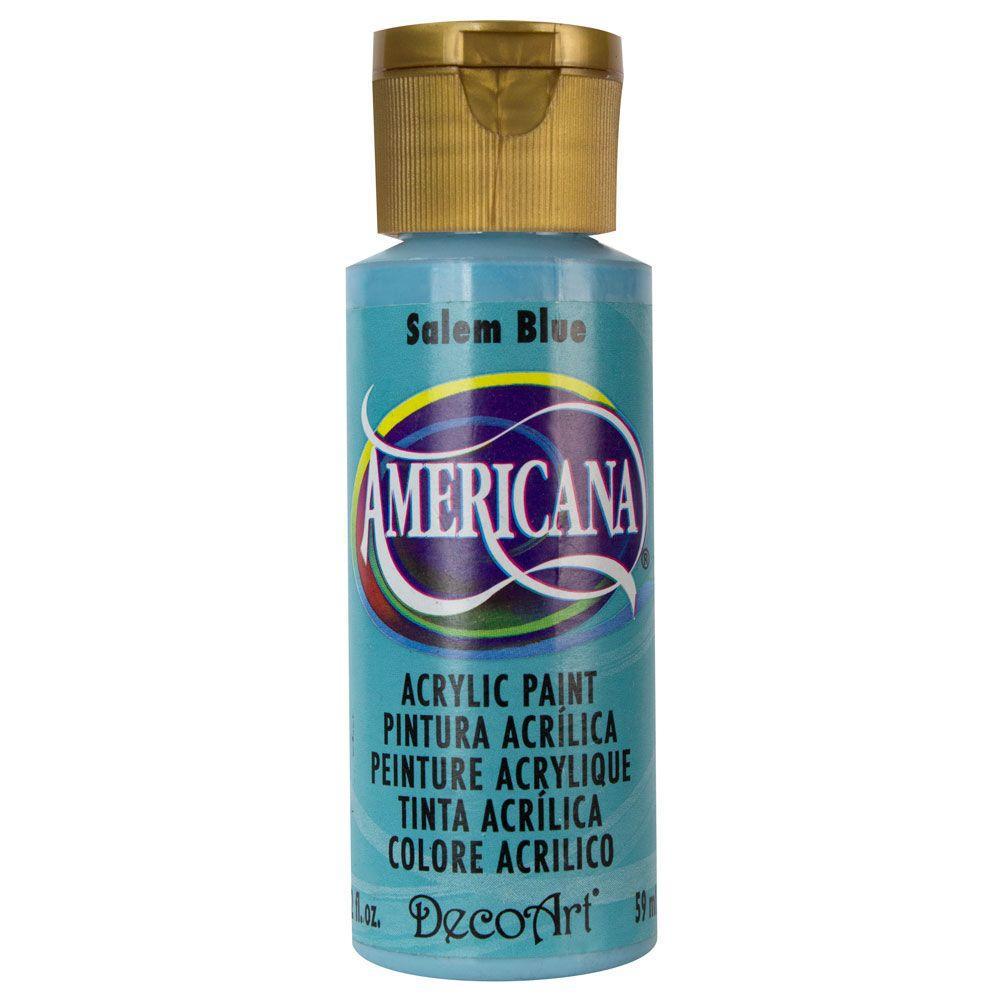 Salem Blue
AMERICANA®
ACRYLIC PAINT
PINTURA ACRÍLICA
PEINTURE ACRYLIQUE
TINTA ACRÍLICA
COLORE ACRILICO
fl. oz. DecoArt® 59